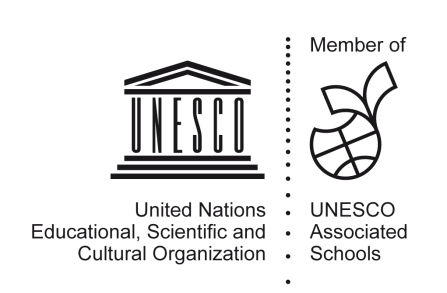 UNESCO
United Nations
Educational, Scientific and
Cultural Organization
Member of
UNESCO
Associated
Schools